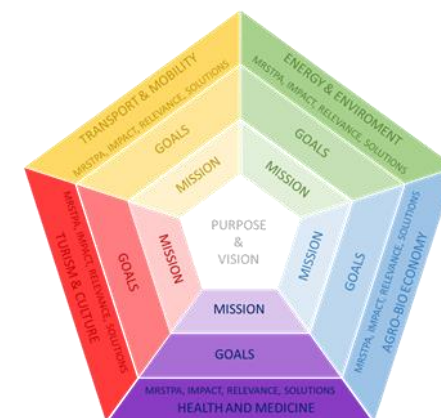 TRANSPORT & MOBILITY
MRSTPA, IMPACT, RELEVANCE, SOLUTIONS
GOALS
MISSION
ENERGY & ENVIROMENT
MRSTPA, IMPACT, RELEVANCE, SOLUTIONS
GOALS
MISSION
TURISM & CULTURE
MRSTPA, IMPACT, RELEVANCE, SOLUTIONS
GOALS
MISSION
PURPOSE
&
VISION
MISSION
GOALS
MRSTPA, IMPACT, RELEVANCE, SOLUTIONS
AGRO-BIO ECONOMY
MISSION
GOALS
MRSTPA, IMPACT, RELEVANCE, SOLUTIONS
HEALTH AND MEDICINE